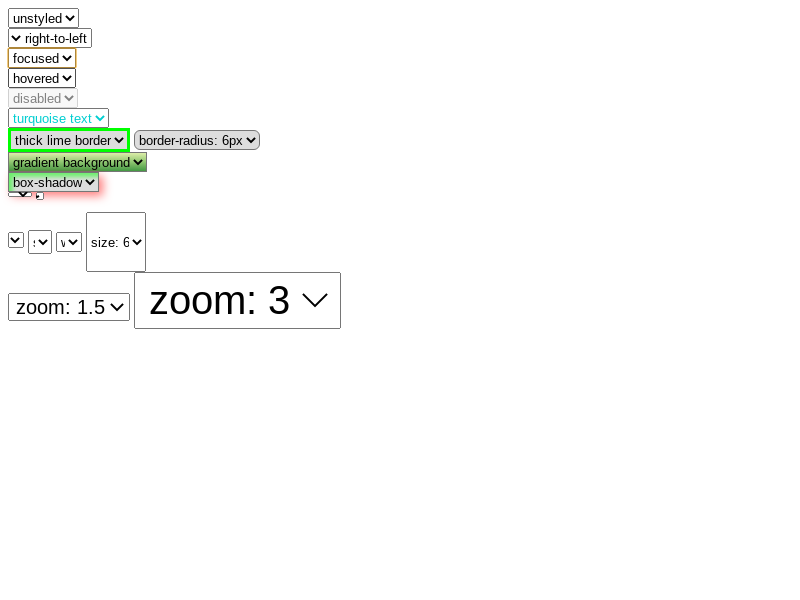 unstyled
right-to-left
focused
hovered
disabled
turquoise text
thick lime border border-radius: 6px
gradient background
box-shadow
size: 6
zoom: 1.5 zoom: 3